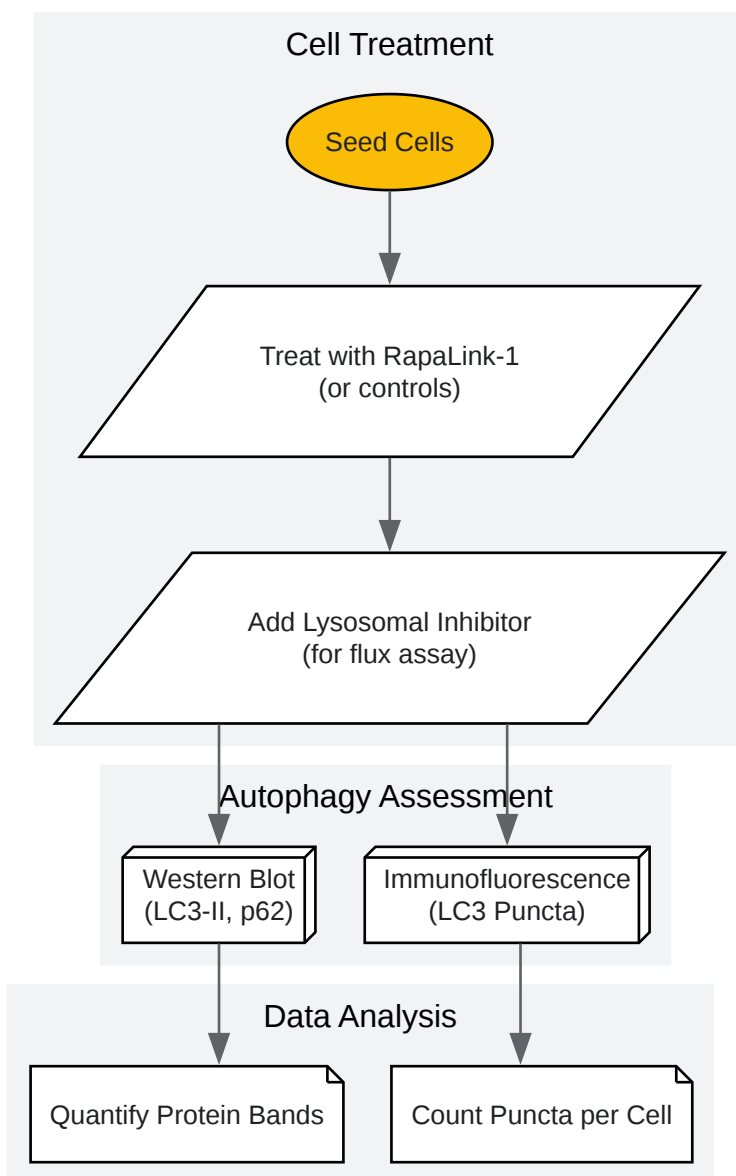 Cell Treatment
Seed Cells
Treat with RapaLink-1
(or controls)
Add Lysosomal Inhibitor
(for flux assay)
Autophagy Assessment
Western Blot
(LC3-II, p62)
Immunofluorescence
(LC3 Puncta)
Data Analysis
Quantify Protein Bands
Count Puncta per Cell